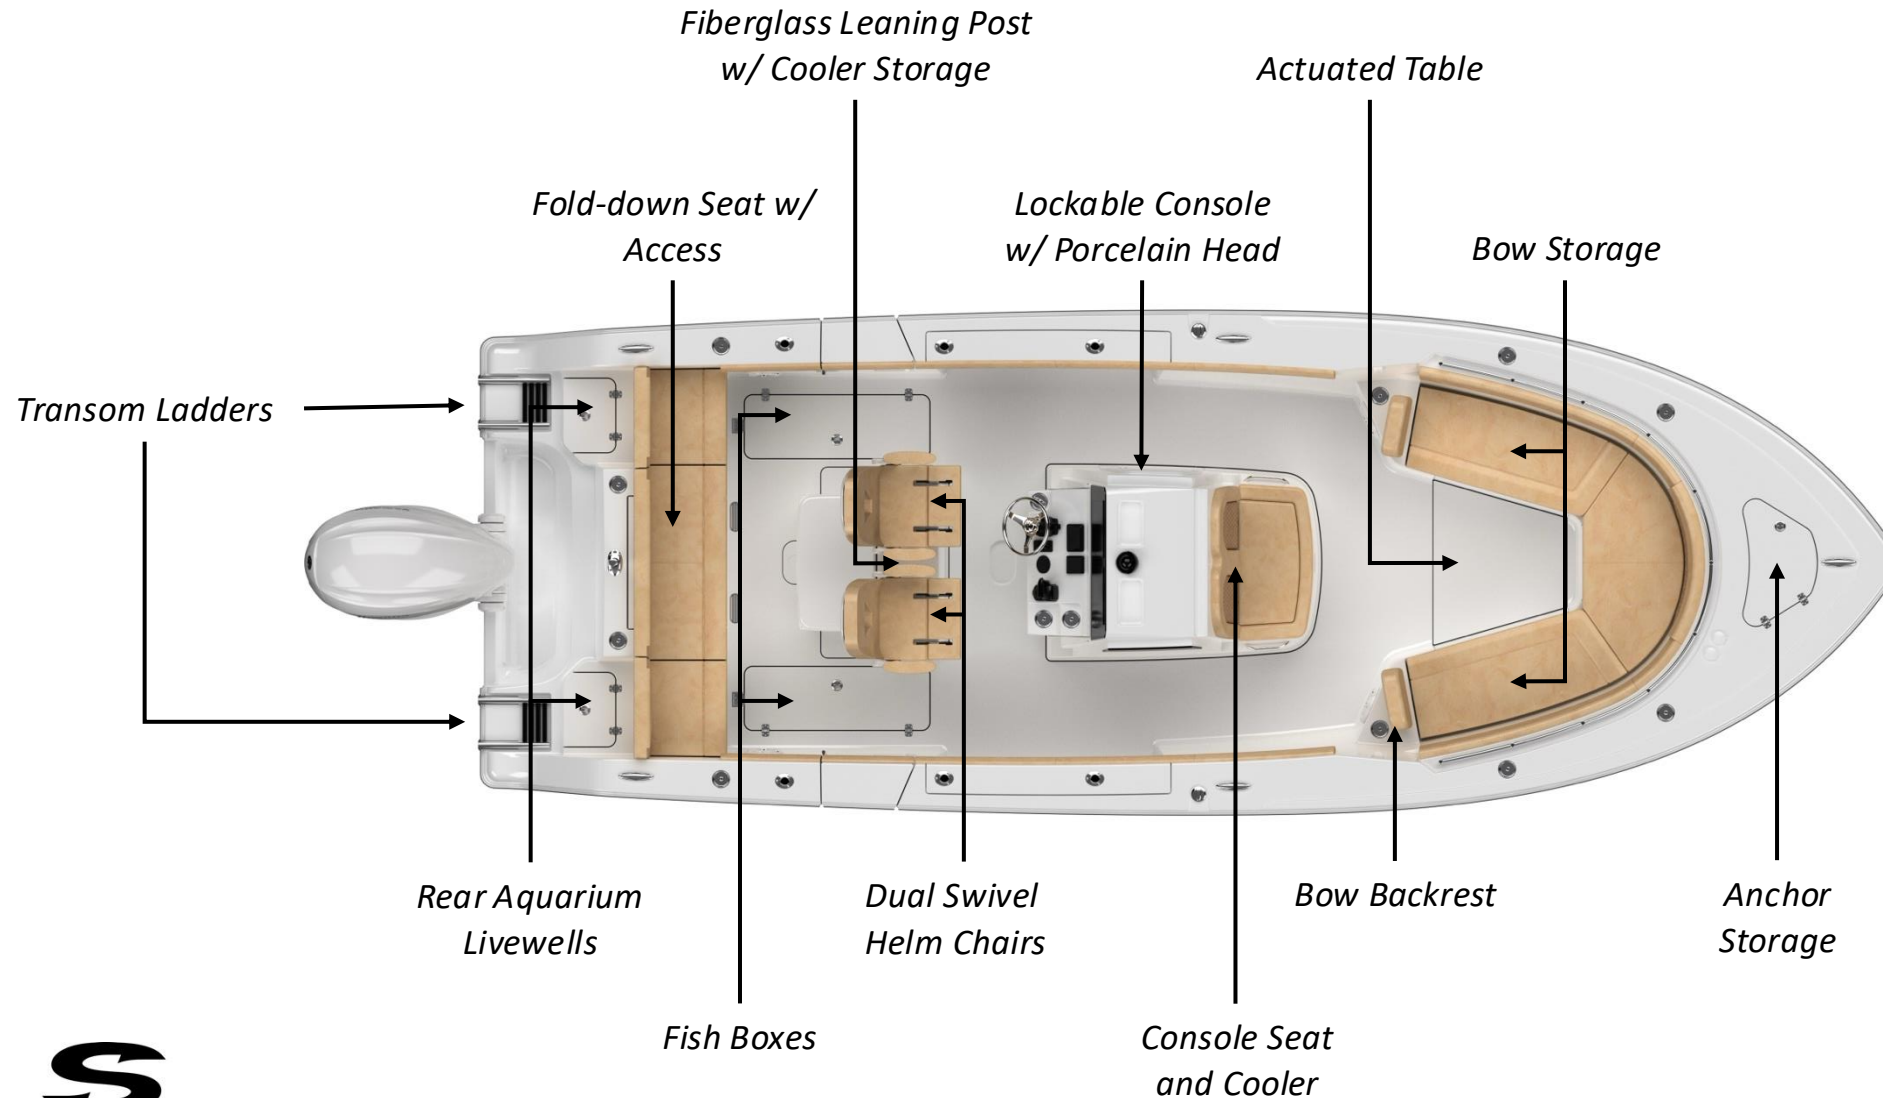 Fiberglass Leaning Post
w/ Cooler Storage
Actuated Table
Fold-down Seat w/
Access
Lockable Console
w/ Porcelain Head
Bow Storage
Transom Ladders
Rear Aquarium
Livewells
Dual Swivel
Helm Chairs
Bow Backrest
Anchor
Storage
Fish Boxes
Console Seat
and Cooler
S